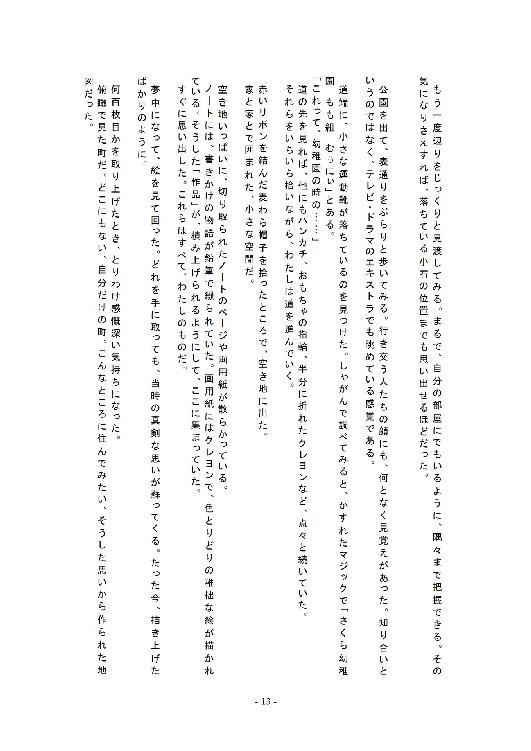 もう一度辺りをじっくりと見渡してみる。まるで、自分の部屋にでもいるように、隅々まで把握できる。その
気になりさえすれば、落ちている小石の位置までも思い出せるほどだった。
公園を出て、表通りをぶらりと歩いてみる。行き交う人たちの顔にも、何となく見覚えがあった。知り合いと
いうのではなく、テレビ・ドラマのエキストラでも眺めている感覚である。
道端に、小さな運動靴が落ちているのを見つけた。しゃがんで調べてみると、かすれたマジックで「さくら幼稚
園 もも組 むぅにぃ」とある。
「これって、幼稚園の時の……」
道の先を見れば、他にもハンカチ、おもちゃの指輪、半分に折れたクレヨンなど、点々と続いていた。
それらをいちいち拾いながら、わたしは道を進んでいく。
赤いリボンを結んだ麦わら帽子を拾ったところで、空き地に出た。
家と家とで囲まれた、小さな空間だ。
空き地いっぱいに、切り取られたノートのページや画用紙が散らかっている。
ノートには、書きかけの物語が鉛筆で綴られていた。画用紙にはクレヨンで、色とりどりの稚拙な絵が描かれ
ている。そうした「作品」が、積み上げられるようにして、ここに集まっていた。
すぐに思い出した。これらはすべて、わたしのものだ。
夢中になって、絵を見て回った。どれを手に取っても、当時の真剣な思いが蘇ってくる。たった今、描き上げた
ばかりのように。
何百枚目かを取り上げたとき、とりわけ感慨深い気持ちになった。
俯瞰で見た町だ。どこにもない、自分だけの町。こんなところに住んでみたい、そうした思いから作られた地
図だった。
- 13 -